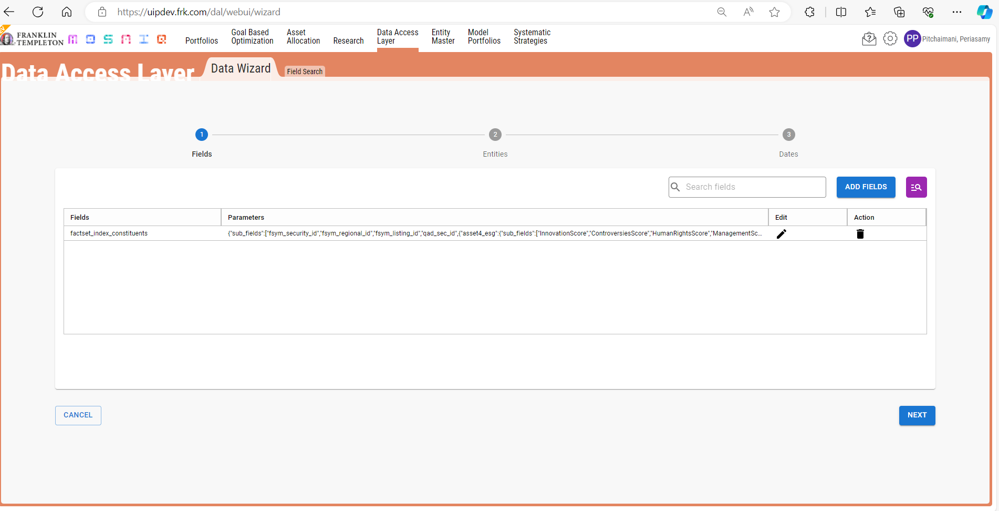 https://uipdev.frk.com/dal/webui/wizard
FRANKLIN
TEMPLETON
MOSAIQ
Portfolios
Goal Based
Optimization
Asset
Allocation
Research
Data Access
Layer
Entity
Master
Model
Portfolios
Systematic
Strategies
PP
Pitchaimani, Periasamy
Data Access Layer
Data Wizard
Field Search
1
2
3
Fields
Entities
Dates
Search fields
ADD FIELDS
Fields
Parameters
Edit
Action
factset_index_constituents
{"sub_fields":["fsym_security_id","fsym_regional_id","fsym_listing_id","qad_sec_id",{"asset4_esg":{"sub_fields":["InnovationScore","ControversiesScore","HumanRightsScore","ManagementSc...
CANCEL
NEXT